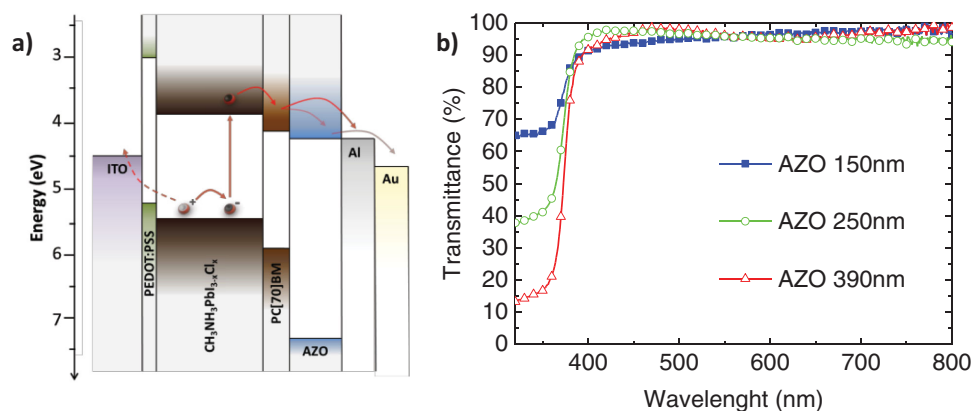 a)
Energy (eV)
3
4
5
6
7
ITO
PEDOT:PSS
CH₃NH₃PbI₃₋ₓClₓ
PC[70]BM
AZO
Al
Au
+
-
b)
Transmittance (%)
100
90
80
70
60
50
40
30
20
10
0
AZO 150nm
AZO 250nm
AZO 390nm
400 500 600 700 800
Wavelenght (nm)